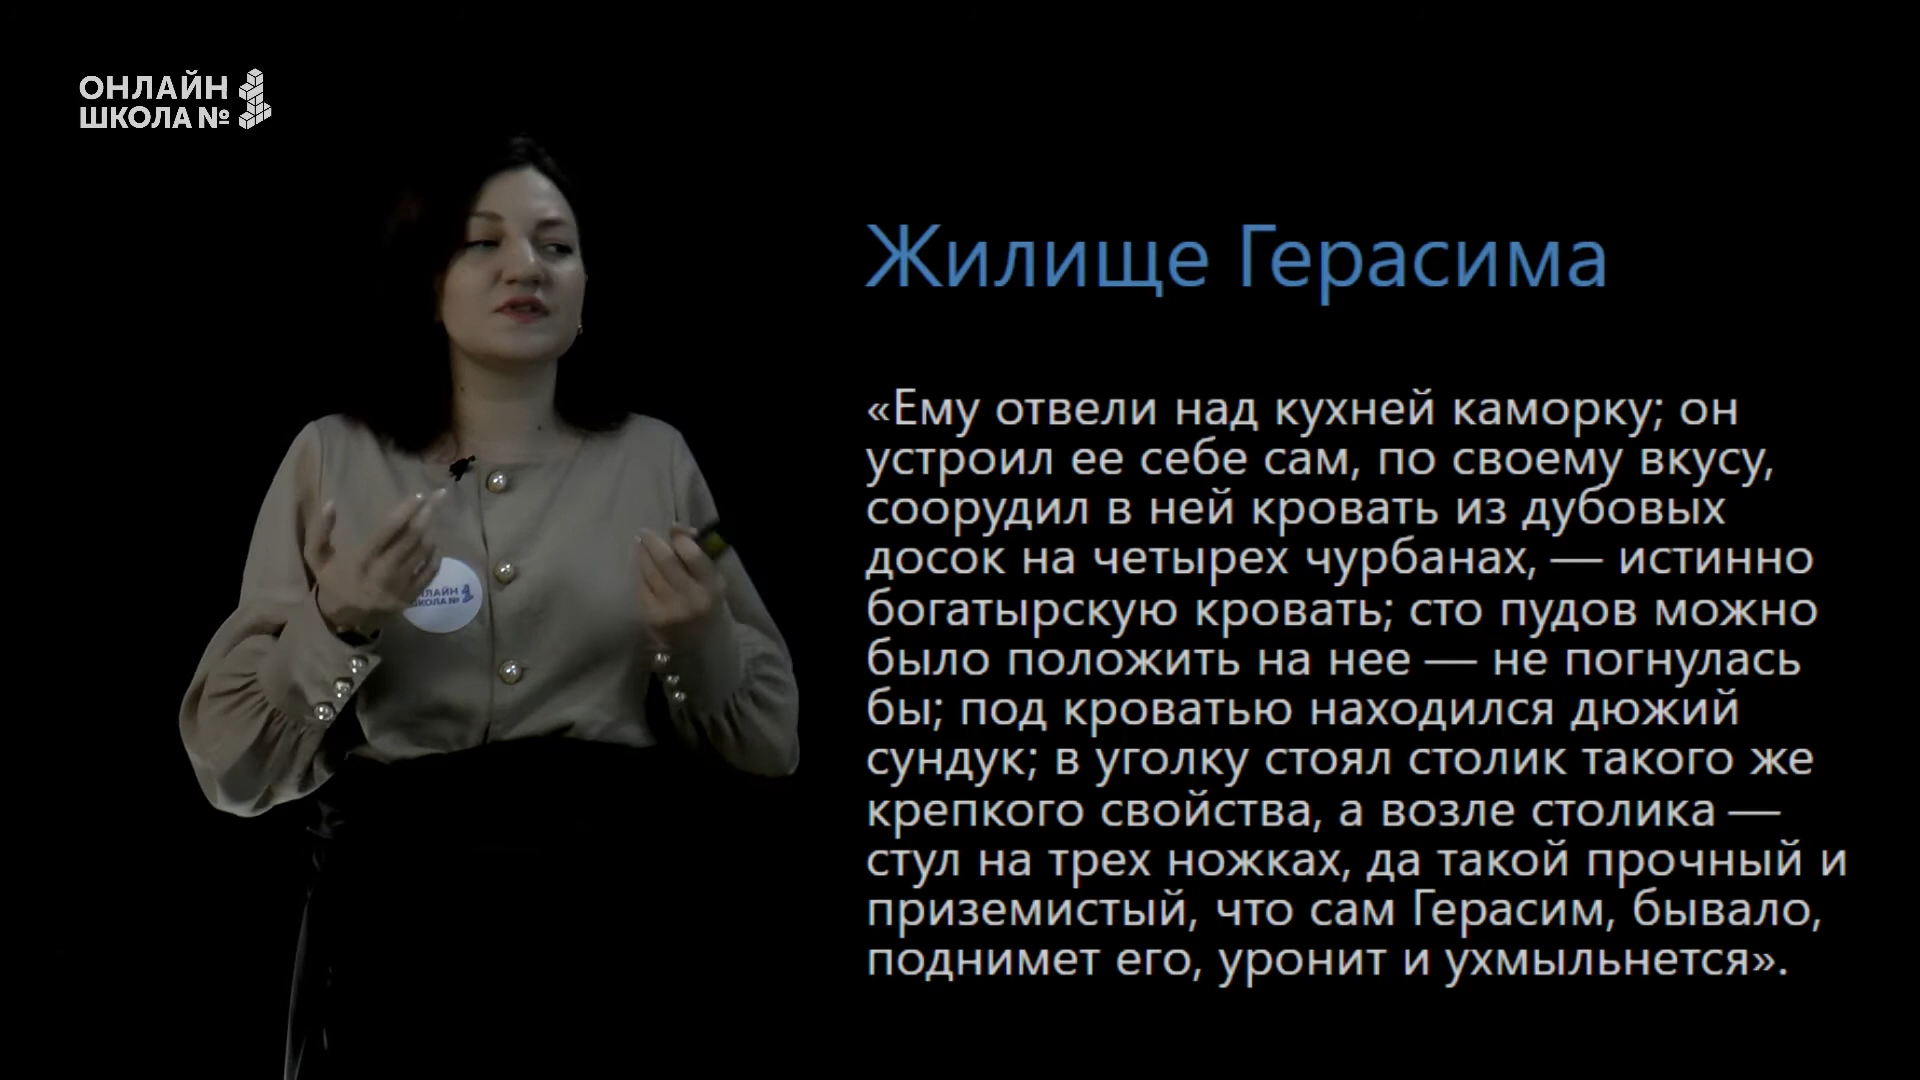 ОНЛАЙН
ШКОЛА №
Жилище Герасима
«Ему отвели над кухней каморку; он
устроил ее себе сам, по своему вкусу,
соорудил в ней кровать из дубовых
досок на четырех чурбанах, — истинно
богатырскую кровать; сто пудов можно
было положить на нее — не погнулась
бы; под кроватью находился дюжий
сундук; в уголку стоял столик такого же
крепкого свойства, а возле столика —
стул на трех ножках, да такой прочный и
приземистый, что сам Герасим, бывало,
поднимет его, уронит и ухмыльнется».
НЛАЙН
ШКОЛА №